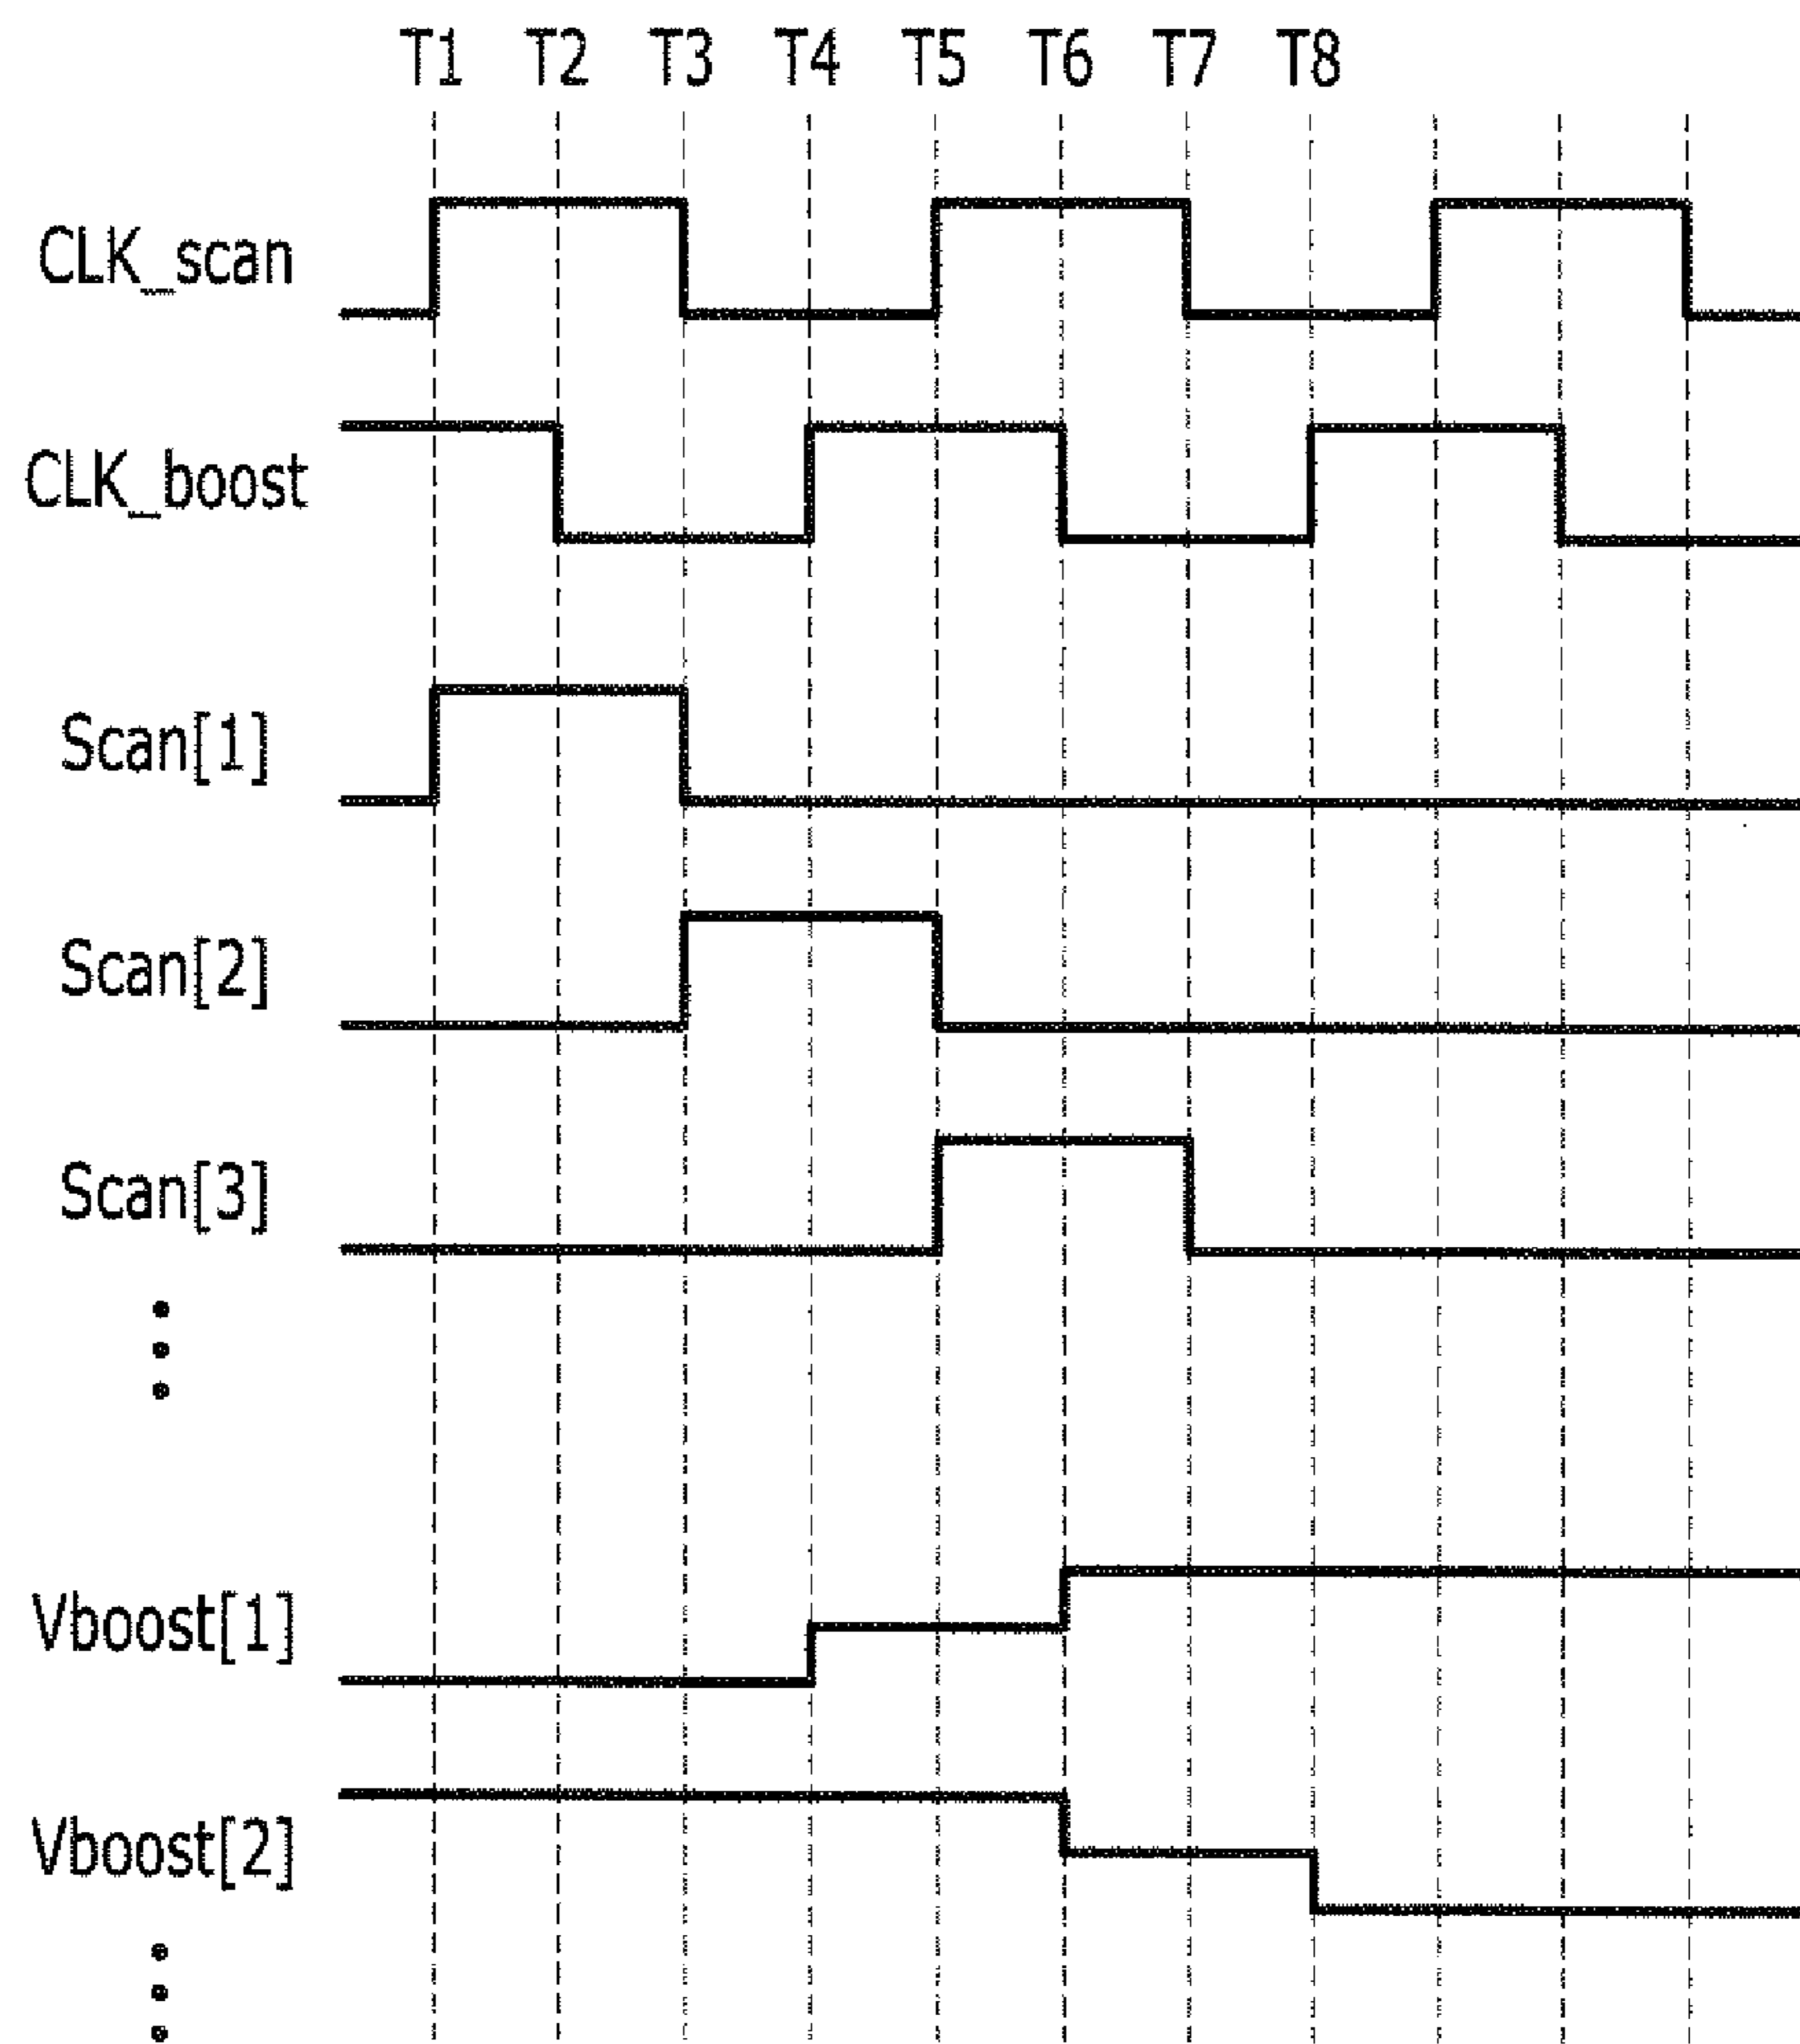 T1 T2 T3 T4 T5 T6 T7 T8
CLK_scan
CLK_boost
Scan[1]
Scan[2]
Scan[3]
Vboost[1]
Vboost[2]